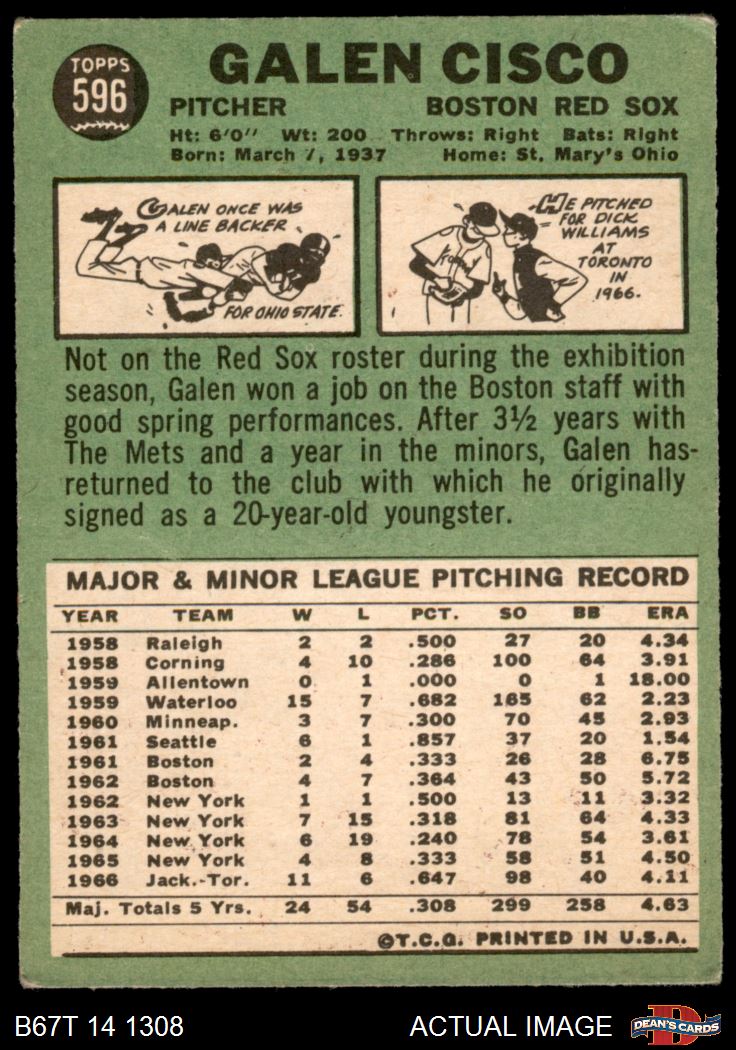 TOPPS
596
GALEN CISCO
PITCHER BOSTON RED SOX
Ht: 6'0" Wt: 200 Throws: Right Bats: Right
Born: March 7, 1937 Home: St. Mary's Ohio
GALEN ONCE WAS
A LINE BACKER
FOR OHIO STATE.
HE PITCHED
FOR DICK
WILLIAMS
AT
TORONTO
IN
1966.
Not on the Red Sox roster during the exhibition
season, Galen won a job on the Boston staff with
good spring performances. After 3½ years with
The Mets and a year in the minors, Galen has-
returned to the club with which he originally
signed as a 20-year-old youngster.
MAJOR & MINOR LEAGUE PITCHING RECORD
YEAR TEAM W L PCT. SO BB ERA
1958 Raleigh 2 2 .500 27 20 4.34
1958 Corning 4 10 .286 100 64 3.91
1959 Allentown 0 1 .000 0 1 18.00
1959 Waterloo 15 7 .682 165 62 2.23
1960 Minneap. 3 7 .300 70 45 2.93
1961 Seattle 6 1 .857 37 20 1.54
1961 Boston 2 4 .333 26 28 6.75
1962 Boston 4 7 .364 43 50 5.72
1962 New York 1 1 .500 13 11 3.32
1963 New York 7 15 .318 81 64 4.33
1964 New York 6 19 .240 78 54 3.61
1965 New York 4 8 .333 58 51 4.50
1966 Jack.-Tor. 11 6 .647 98 40 4.11
Maj. Totals 5 Yrs. 24 54 .308 299 258 4.63
©T.C.G. PRINTED IN U.S.A.
B67T 14 1308 ACTUAL IMAGE DEAN'S CARDS